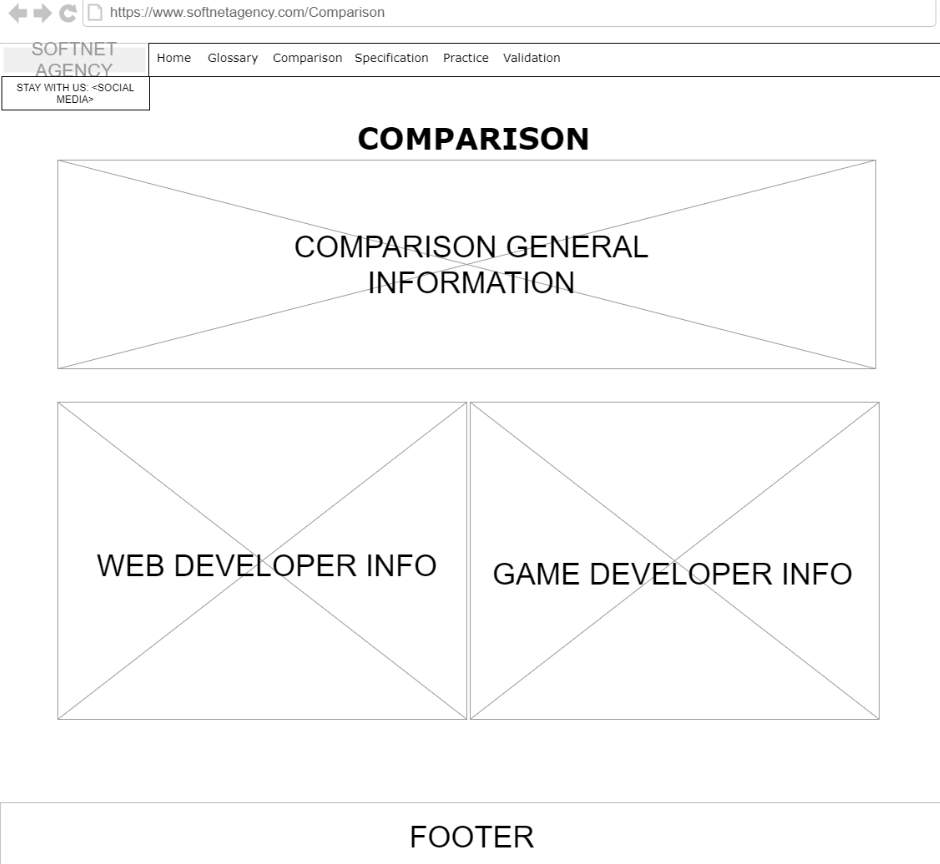 https://www.softnetagency.com/Comparison
SOFTNET
AGENCY
Home Glossary Comparison Specification Practice Validation
STAY WITH US: <SOCIAL
MEDIA>
COMPARISON
COMPARISON GENERAL
INFORMATION
WEB DEVELOPER INFO
GAME DEVELOPER INFO
FOOTER